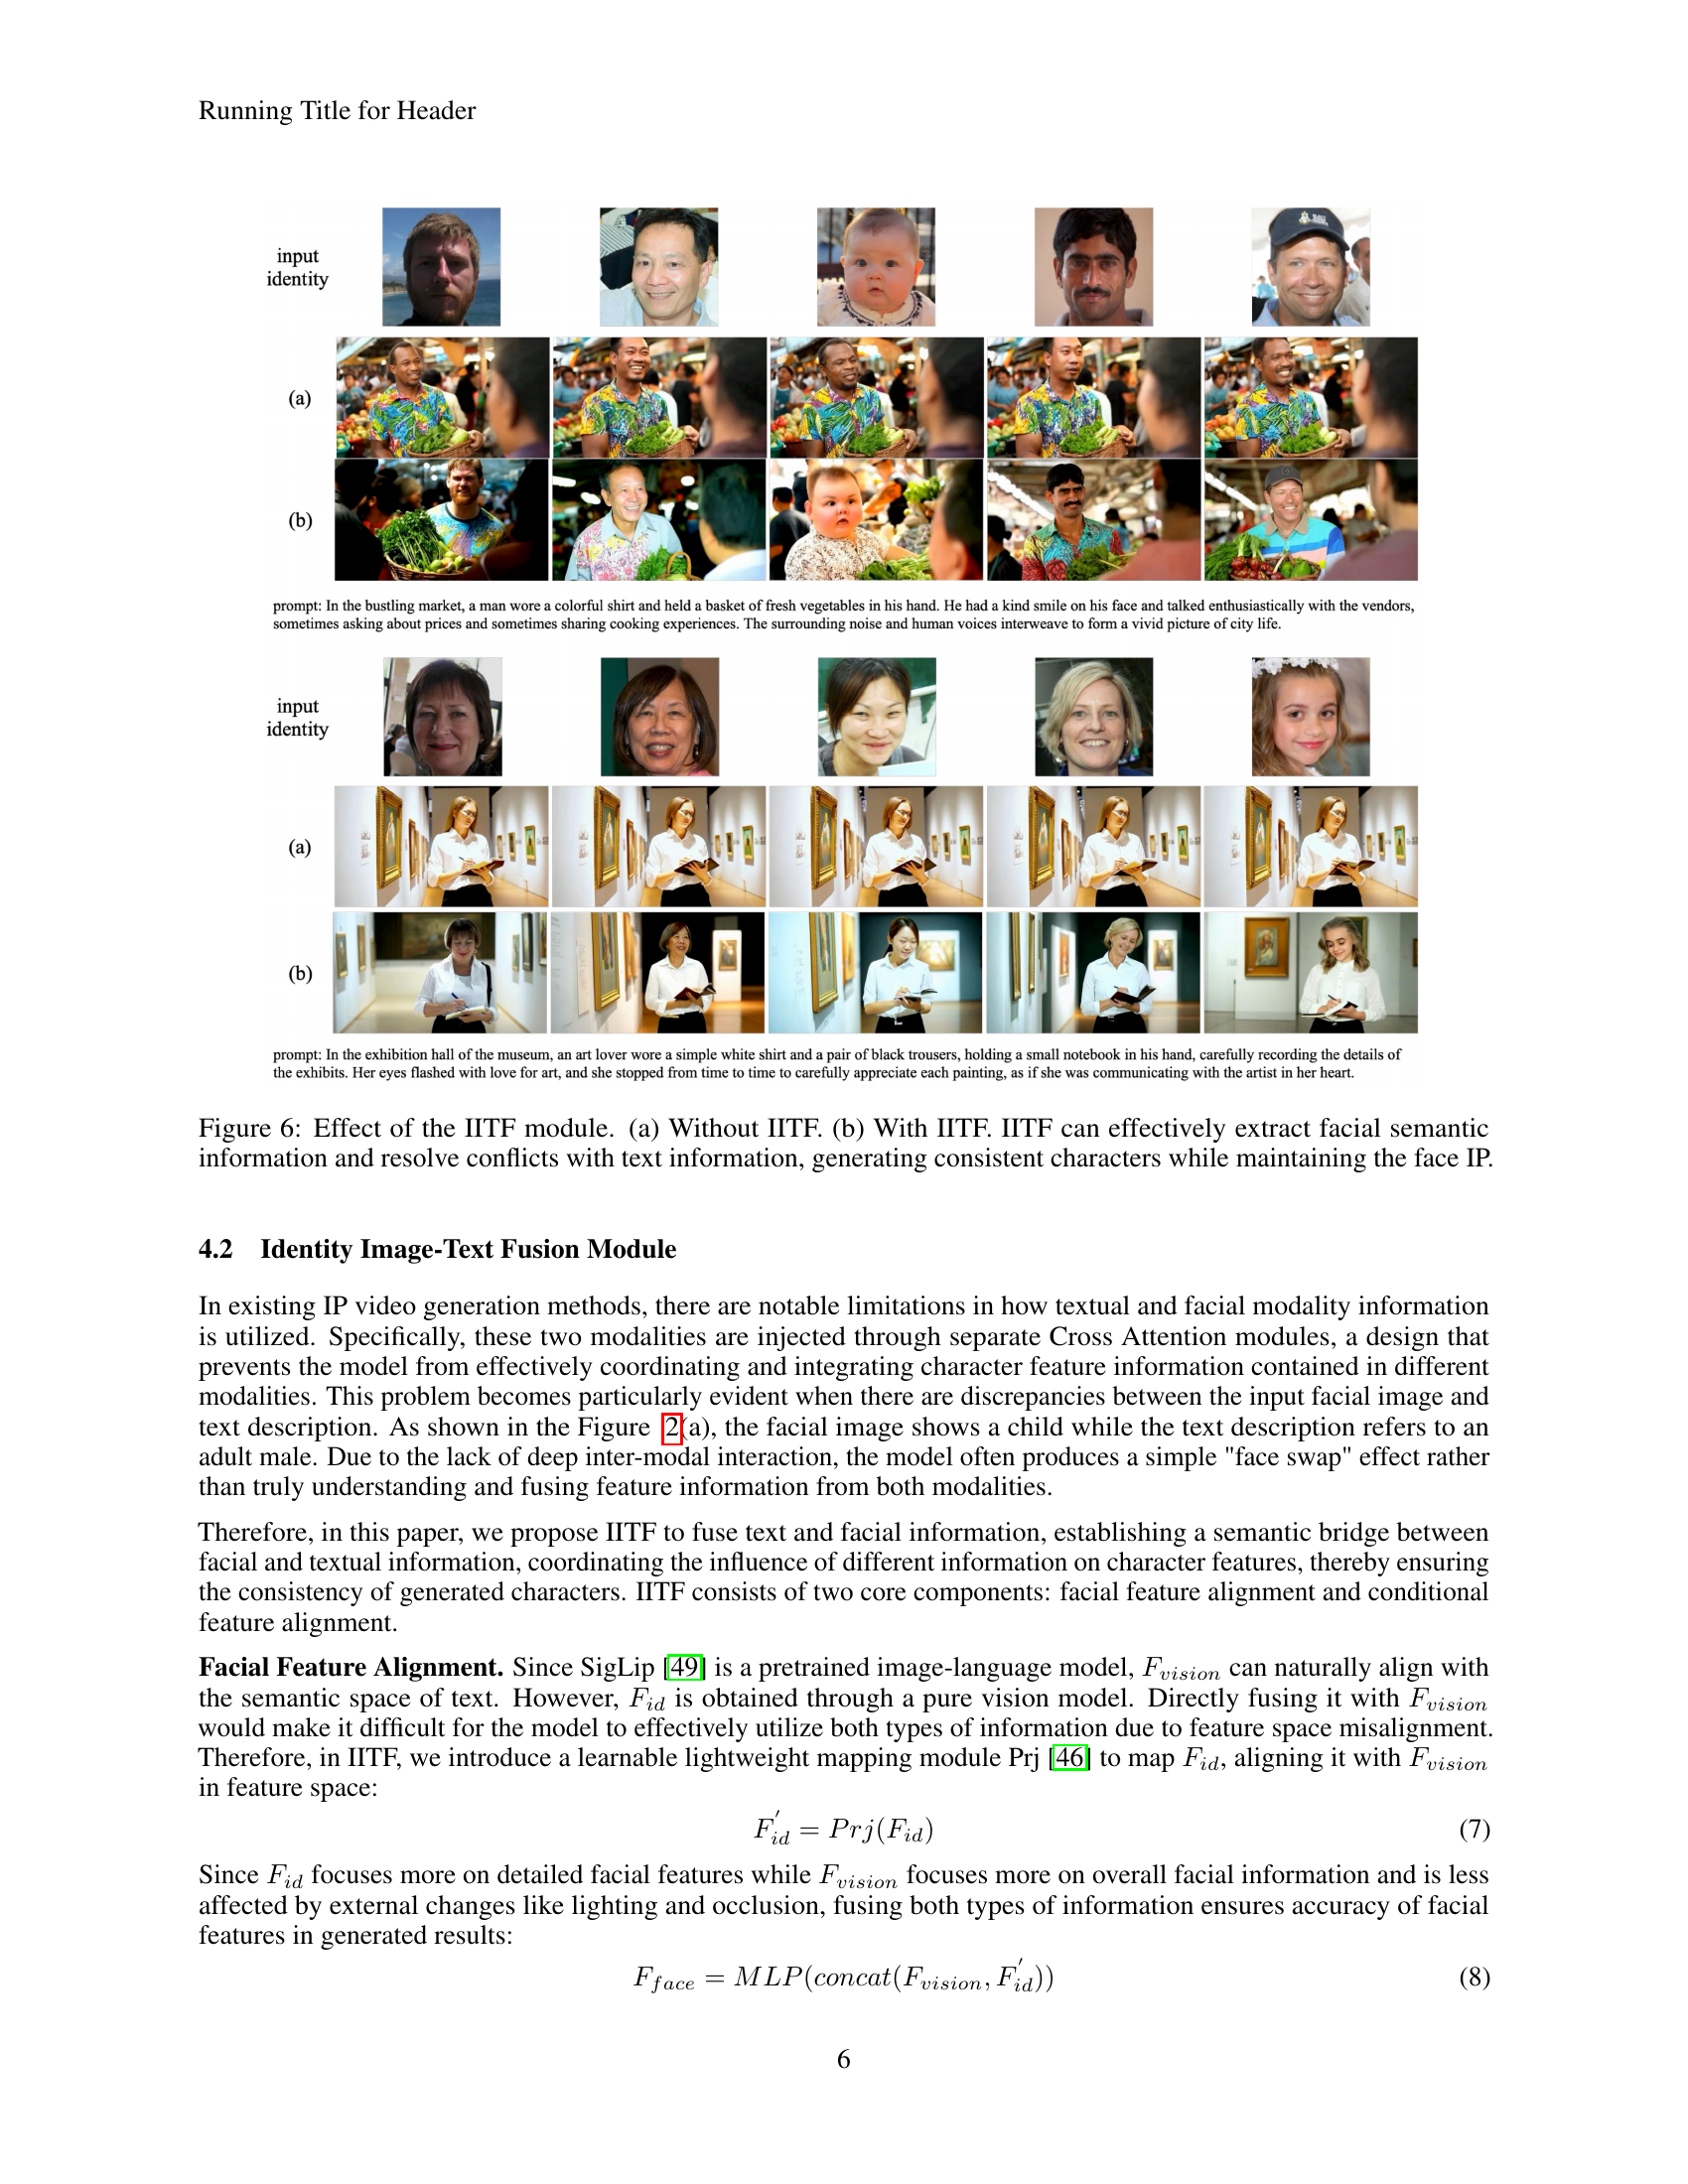 Running Title for Header
input
identity
(a)
(b)
prompt: In the bustling market, a man wore a colorful shirt and held a basket of fresh vegetables in his hand. He had a kind smile on his face and talked enthusiastically with the vendors,
sometimes asking about prices and sometimes sharing cooking experiences. The surrounding noise and human voices interweave to form a vivid picture of city life.
input
identity
(a)
(b)
prompt: In the exhibition hall of the museum, an art lover wore a simple white shirt and a pair of black trousers, holding a small notebook in his hand, carefully recording the details of
the exhibits. Her eyes flashed with love for art, and she stopped from time to time to carefully appreciate each painting, as if she was communicating with the artist in her heart.
Figure 6: Effect of the IITF module. (a) Without IITF. (b) With IITF. IITF can effectively extract facial semantic
information and resolve conflicts with text information, generating consistent characters while maintaining the face IP.
4.2 Identity Image-Text Fusion Module
In existing IP video generation methods, there are notable limitations in how textual and facial modality information
is utilized. Specifically, these two modalities are injected through separate Cross Attention modules, a design that
prevents the model from effectively coordinating and integrating character feature information contained in different
modalities. This problem becomes particularly evident when there are discrepancies between the input facial image and
text description. As shown in the Figure 2(a), the facial image shows a child while the text description refers to an
adult male. Due to the lack of deep inter-modal interaction, the model often produces a simple "face swap" effect rather
than truly understanding and fusing feature information from both modalities.
Therefore, in this paper, we propose IITF to fuse text and facial information, establishing a semantic bridge between
facial and textual information, coordinating the influence of different information on character features, thereby ensuring
the consistency of generated characters. IITF consists of two core components: facial feature alignment and conditional
feature alignment.
Facial Feature Alignment. Since SigLip [49] is a pretrained image-language model, F_{vision} can naturally align with
the semantic space of text. However, F_{id} is obtained through a pure vision model. Directly fusing it with F_{vision}
would make it difficult for the model to effectively utilize both types of information due to feature space misalignment.
Therefore, in IITF, we introduce a learnable lightweight mapping module Prj [46] to map F_{id}, aligning it with F_{vision}
in feature space:
F_{id}^{'} = Prj(F_{id}) (7)
Since F_{id} focuses more on detailed facial features while F_{vision} focuses more on overall facial information and is less
affected by external changes like lighting and occlusion, fusing both types of information ensures accuracy of facial
features in generated results:
F_{face} = MLP(concat(F_{vision}, F_{id}^{'})) (8)
6